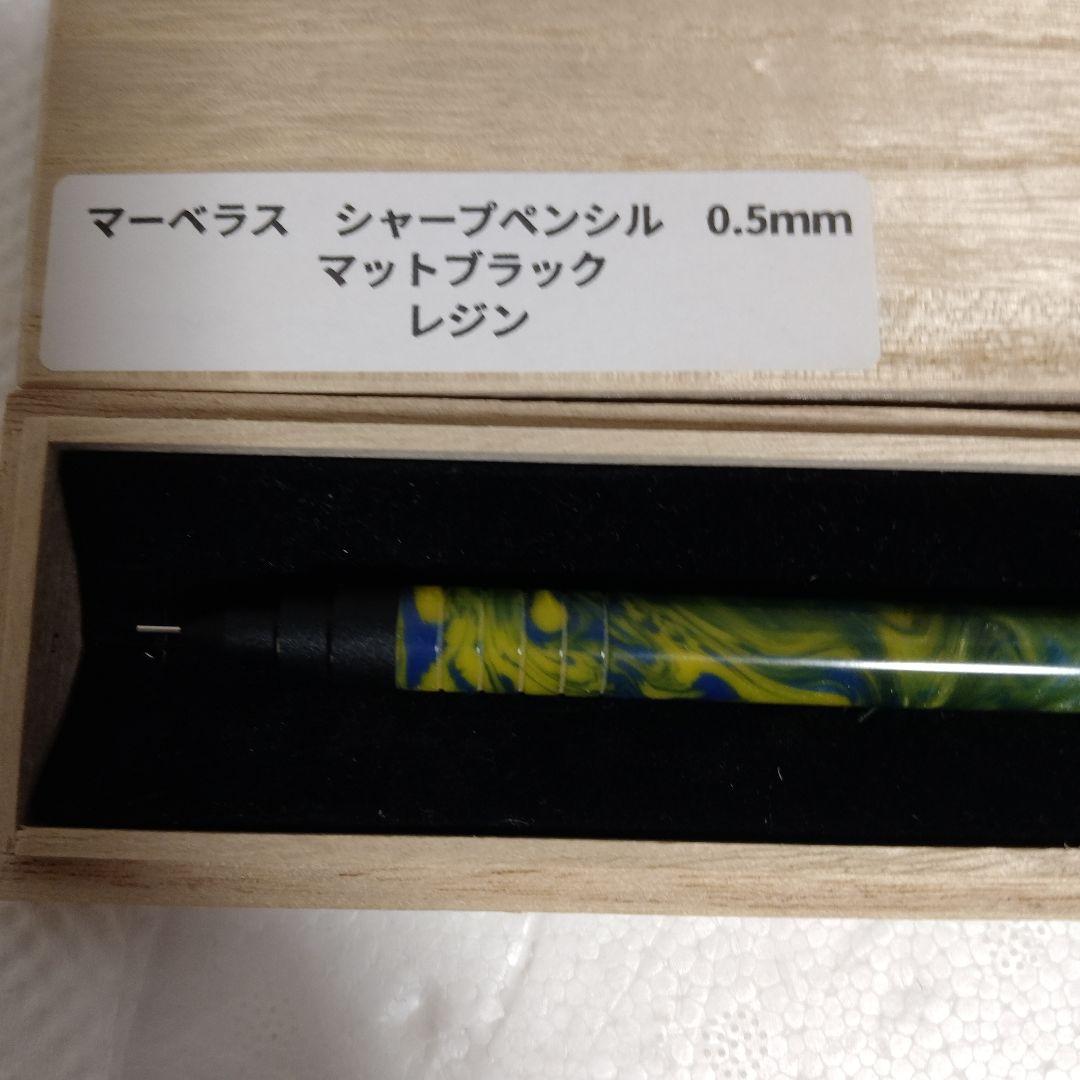 マーベラス　シャープペンシル　0.5mm
マットブラック
レジン